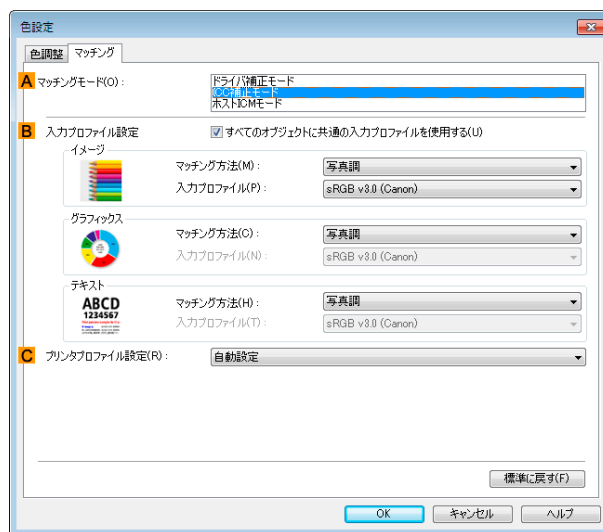 色設定
色調整 マッチング
A マッチングモード(O)：
ドライバ補正モード
ICC補正モード
ホストICMモード
B 入力プロファイル設定 すべてのオブジェクトに共通の入力プロファイルを使用する(U)
イメージ
マッチング方法(M)： 写真調
入力プロファイル(P)： sRGB v3.0 (Canon)
グラフィックス
マッチング方法(C)： 写真調
入力プロファイル(N)： sRGB v3.0 (Canon)
テキスト
ABCD
1234567
マッチング方法(H)： 写真調
入力プロファイル(T)： sRGB v3.0 (Canon)
C プリンタプロファイル設定(R)： 自動設定
標準に戻す(F)
OK キャンセル ヘルプ